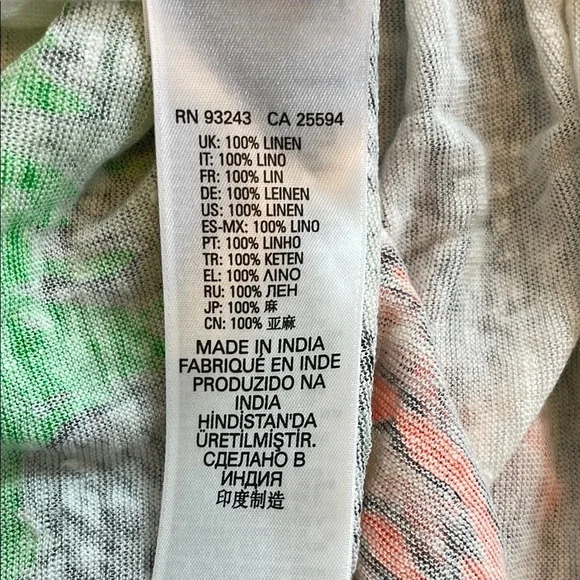 RN 93243 CA 25594
UK: 100% LINEN
IT: 100% LINO
FR: 100% LIN
DE: 100% LEINEN
US: 100% LINEN
ES-MX: 100% LINO
PT: 100% LINHO
TR: 100% KETEN
EL: 100% ΛΙΝΟ
RU: 100% ЛЕН
JP: 100% 麻
CN: 100% 亚麻
MADE IN INDIA
FABRIQUÉ EN INDE
PRODUZIDO NA
INDIA
HİNDİSTAN'DA
ÜRETİLMİŞTİR.
СДЕЛАНО В
ИНДИЯ
印度制造